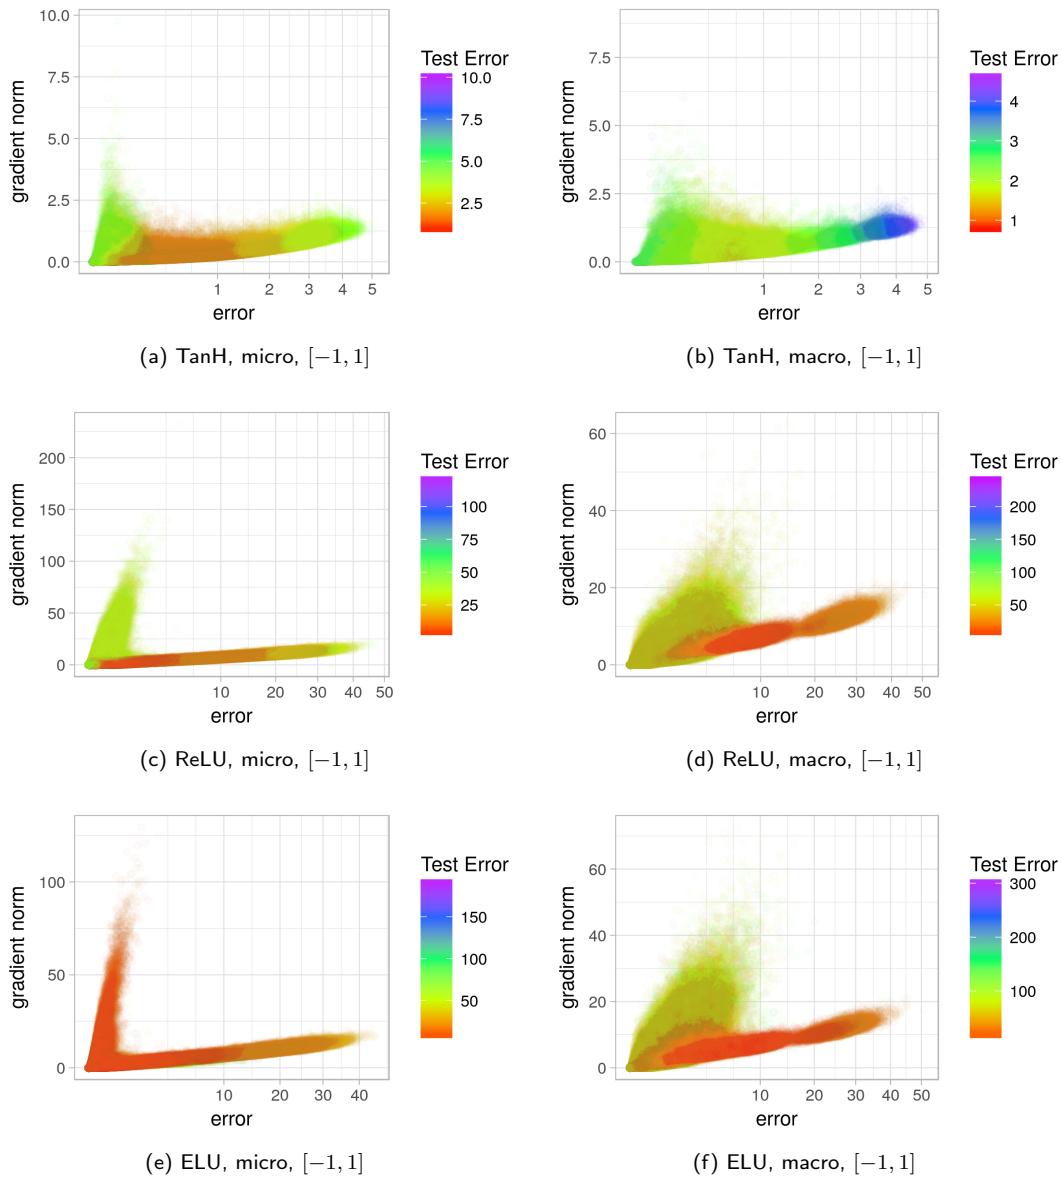 10.0
7.5
5.0
2.5
0.0
gradient norm
1 2 3 4 5
error
Test Error
10.0
7.5
5.0
2.5
(a) TanH, micro, [−1, 1]
7.5
5.0
2.5
0.0
gradient norm
1 2 3 4 5
error
Test Error
4
3
2
1
(b) TanH, macro, [−1, 1]
200
150
100
50
0
gradient norm
10 20 30 40 50
error
Test Error
100
75
50
25
(c) ReLU, micro, [−1, 1]
60
40
20
0
gradient norm
10 20 30 40 50
error
Test Error
200
150
100
50
(d) ReLU, macro, [−1, 1]
100
50
0
gradient norm
10 20 30 40
error
Test Error
150
100
50
(e) ELU, micro, [−1, 1]
60
40
20
0
gradient norm
10 20 30 40 50
error
Test Error
300
200
100
(f) ELU, macro, [−1, 1]